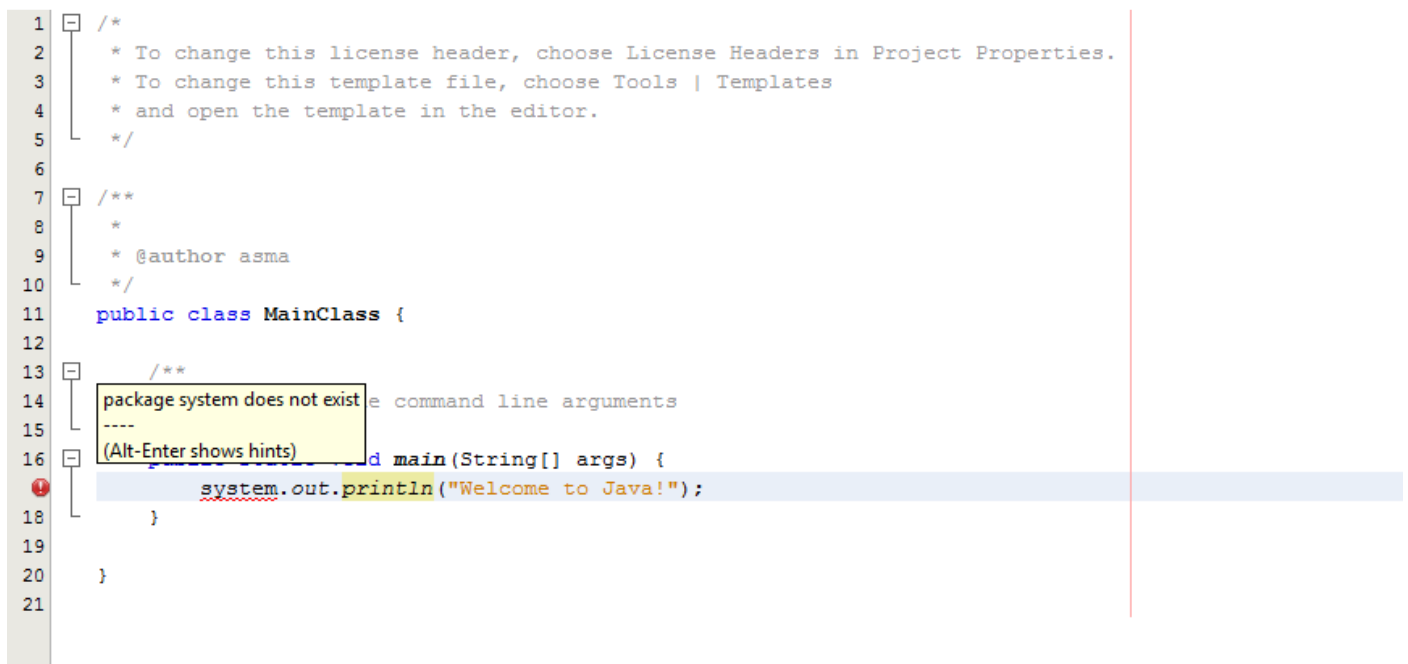 1 /*
2 * To change this license header, choose License Headers in Project Properties.
3 * To change this template file, choose Tools | Templates
4 * and open the template in the editor.
5 */
6
7 /**
8 *
9 * @author asma
10 */
11 public class MainClass {
12
13 /**
package system does not exist
----
(Alt-Enter shows hints)
14 command line arguments
15
16 main(String[] args) {
system.out.println("Welcome to Java!");
18 }
19
20 }
21